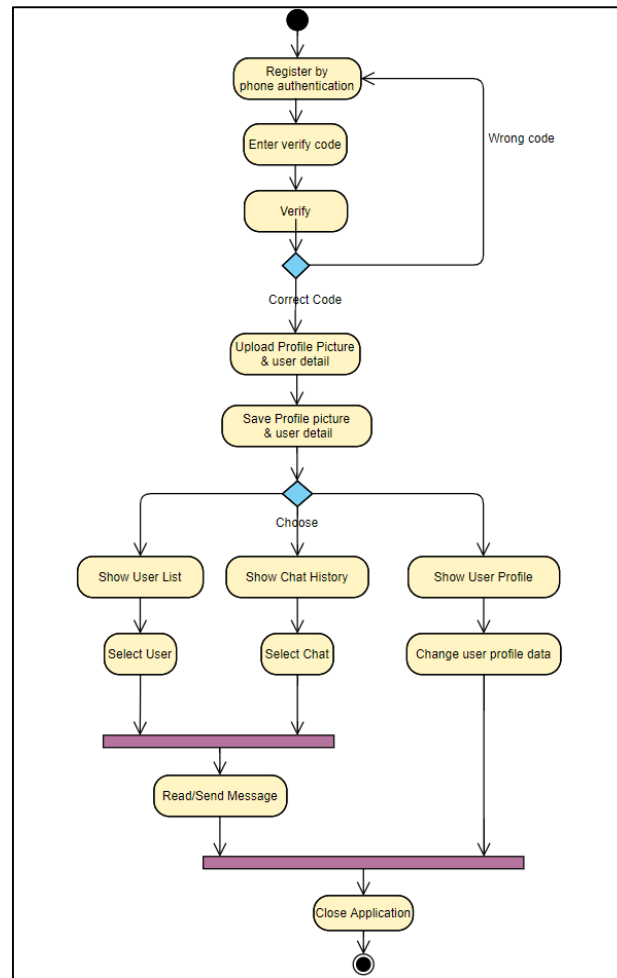 Register by
phone authentication
Wrong code
Enter verify code
Verify
Correct Code
Upload Profile Picture
& user detail
Save Profile picture
& user detail
Choose
Show User List
Show Chat History
Show User Profile
Select User
Select Chat
Change user profile data
Read/Send Message
Close Application